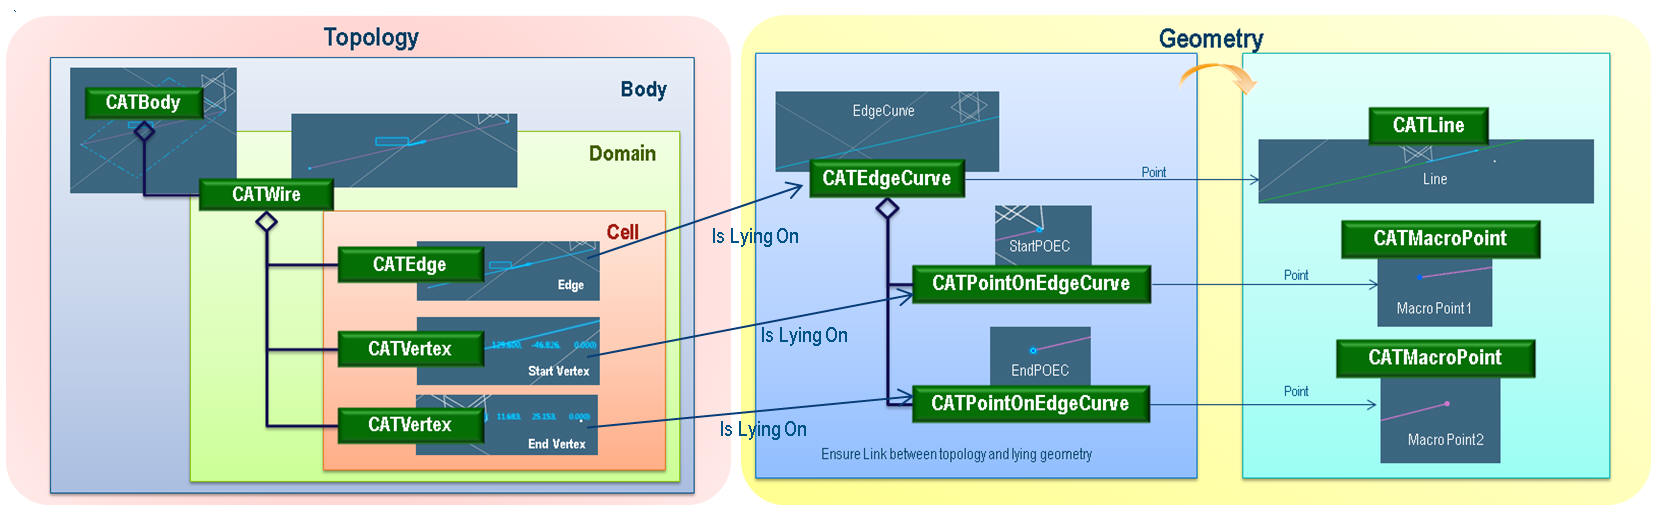 Topology
Geometry
Body
CATBody
Domain
CATWire
Cell
CATEdge
Edge
CATVertex
129.600, -46.826, 0.000)
Start Vertex
CATVertex
11.683, 25.153, 0.000)
End Vertex
Is Lying On
Is Lying On
Is Lying On
EdgeCurve
CATEdgeCurve
StartPOEC
CATPointOnEdgeCurve
EndPOEC
CATPointOnEdgeCurve
Ensure Link between topology and lying geometry
Point
Point
Point
CATLine
Line
CATMacroPoint
Macro Point1
CATMacroPoint
Macro Point2